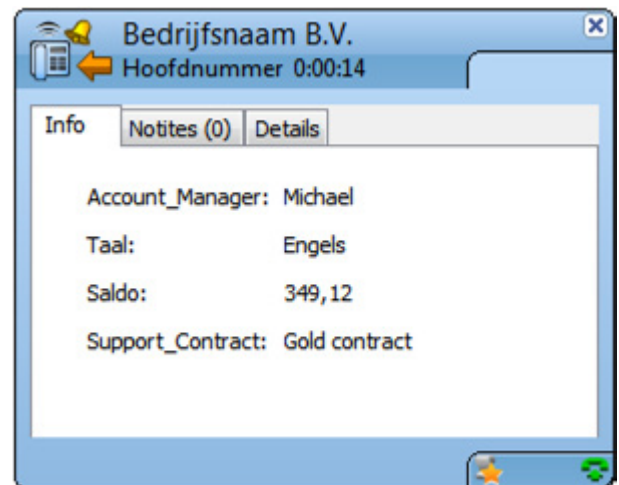 Bedrijfsnaam B.V.
Hoofdnummer 0:00:14
Info Notites (0) Details
Account_Manager: Michael
Taal: Engels
Saldo: 349,12
Support_Contract: Gold contract